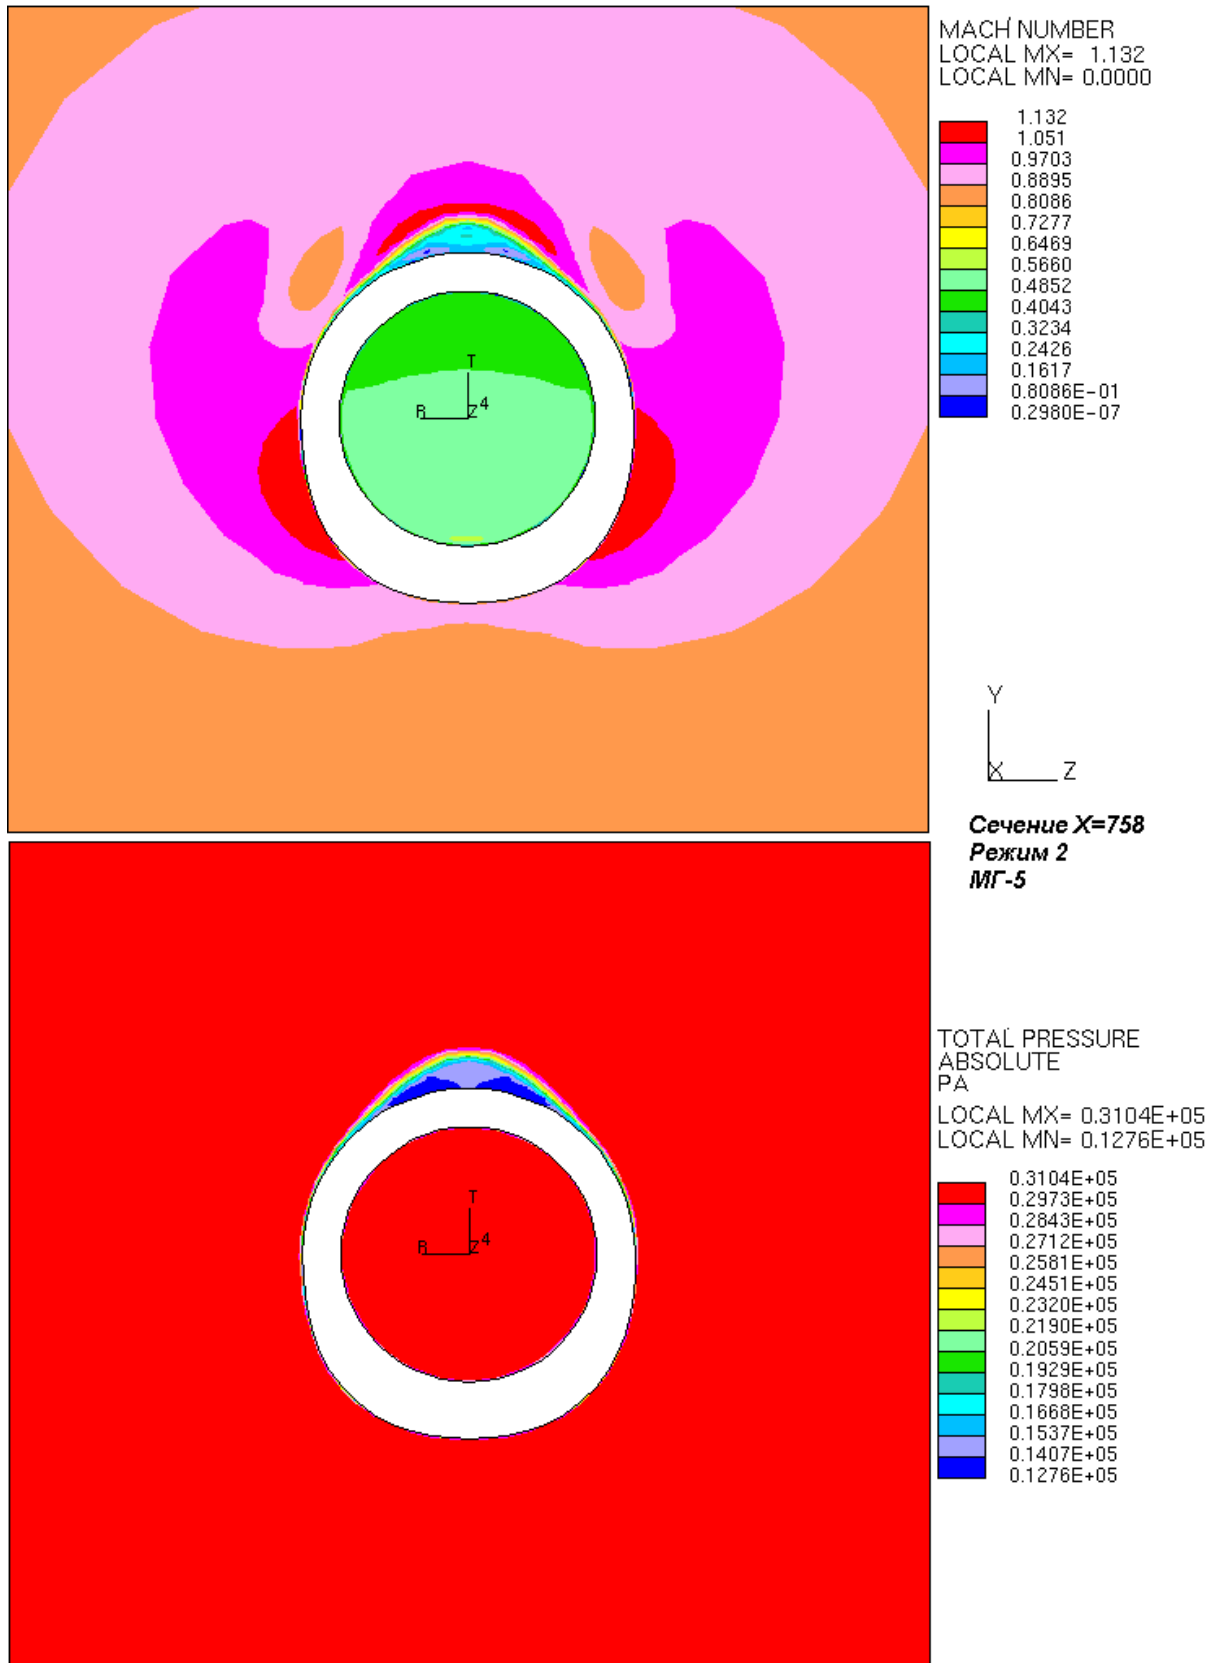 MACH NUMBER
LOCAL MX= 1.132
LOCAL MN= 0.0000
1.132
1.051
0.9703
0.8895
0.8086
0.7277
0.6469
0.5660
0.4852
0.4043
0.3234
0.2426
0.1617
0.8086E-01
0.2980E-07
T
R
Z
4
Y
X
Z
Сечение X=758
Режим 2
МГ-5
TOTAL PRESSURE
ABSOLUTE
PA
LOCAL MX= 0.3104E+05
LOCAL MN= 0.1276E+05
0.3104E+05
0.2973E+05
0.2843E+05
0.2712E+05
0.2581E+05
0.2451E+05
0.2320E+05
0.2190E+05
0.2059E+05
0.1929E+05
0.1798E+05
0.1668E+05
0.1537E+05
0.1407E+05
0.1276E+05
T
R
Z
4